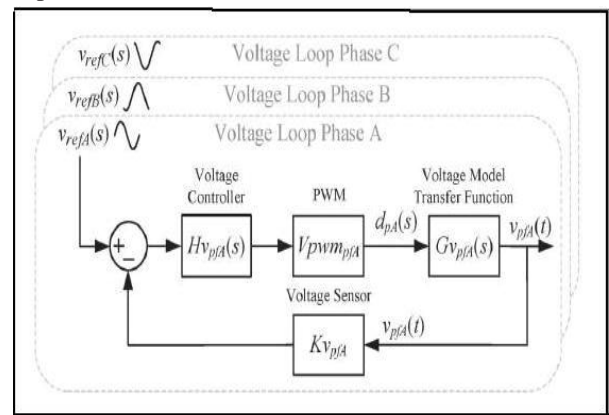 v_refC(s) Voltage Loop Phase C
v_refB(s) Voltage Loop Phase B
v_refA(s) Voltage Loop Phase A
Voltage
Controller
PWM
Voltage Model
Transfer Function
+
−
Hv_pfA(s)
Vpwm_pfA
d_pA(s)
Gv_pfA(s)
v_pfA(t)
Voltage Sensor
Kv_pfA
v_pfA(t)